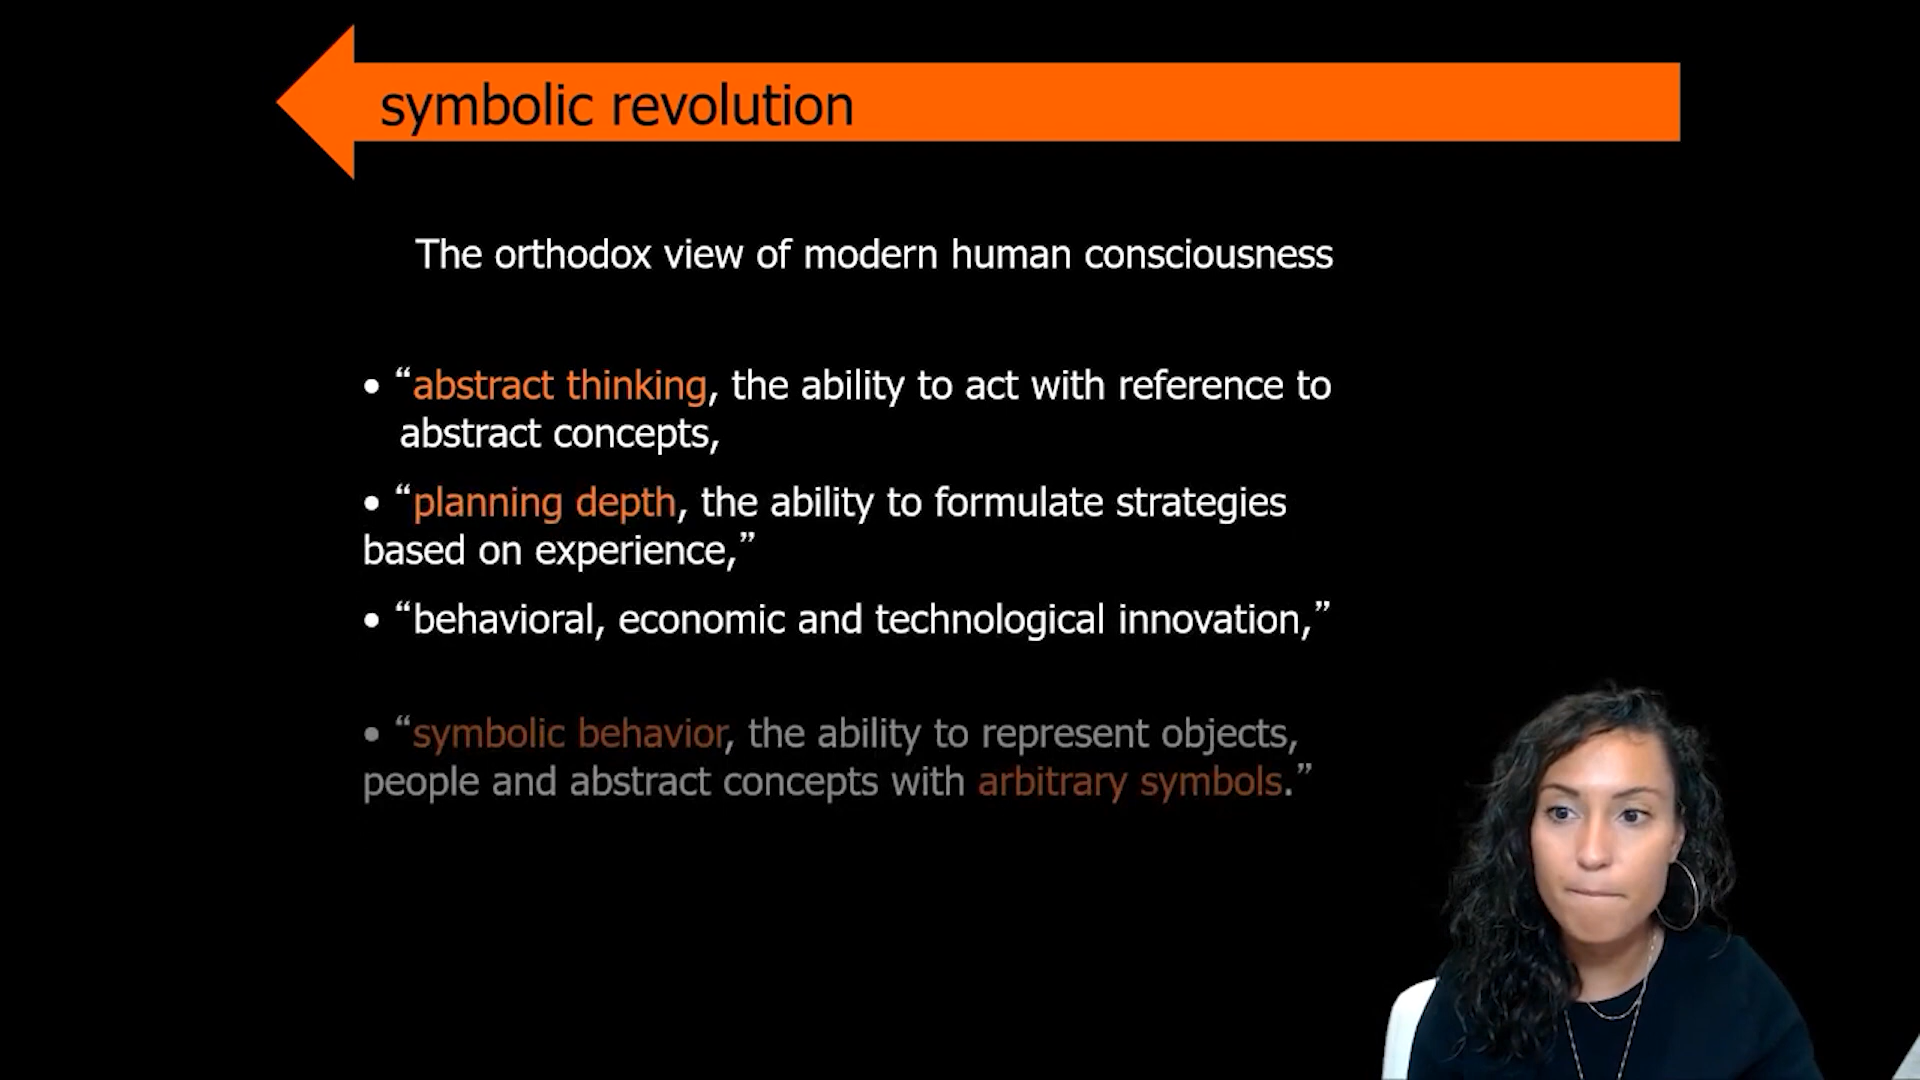 symbolic revolution
The orthodox view of modern human consciousness
• “abstract thinking, the ability to act with reference to
abstract concepts,
• “planning depth, the ability to formulate strategies
based on experience,”
• “behavioral, economic and technological innovation,”
• “symbolic behavior, the ability to represent objects,
people and abstract concepts with arbitrary symbols.”